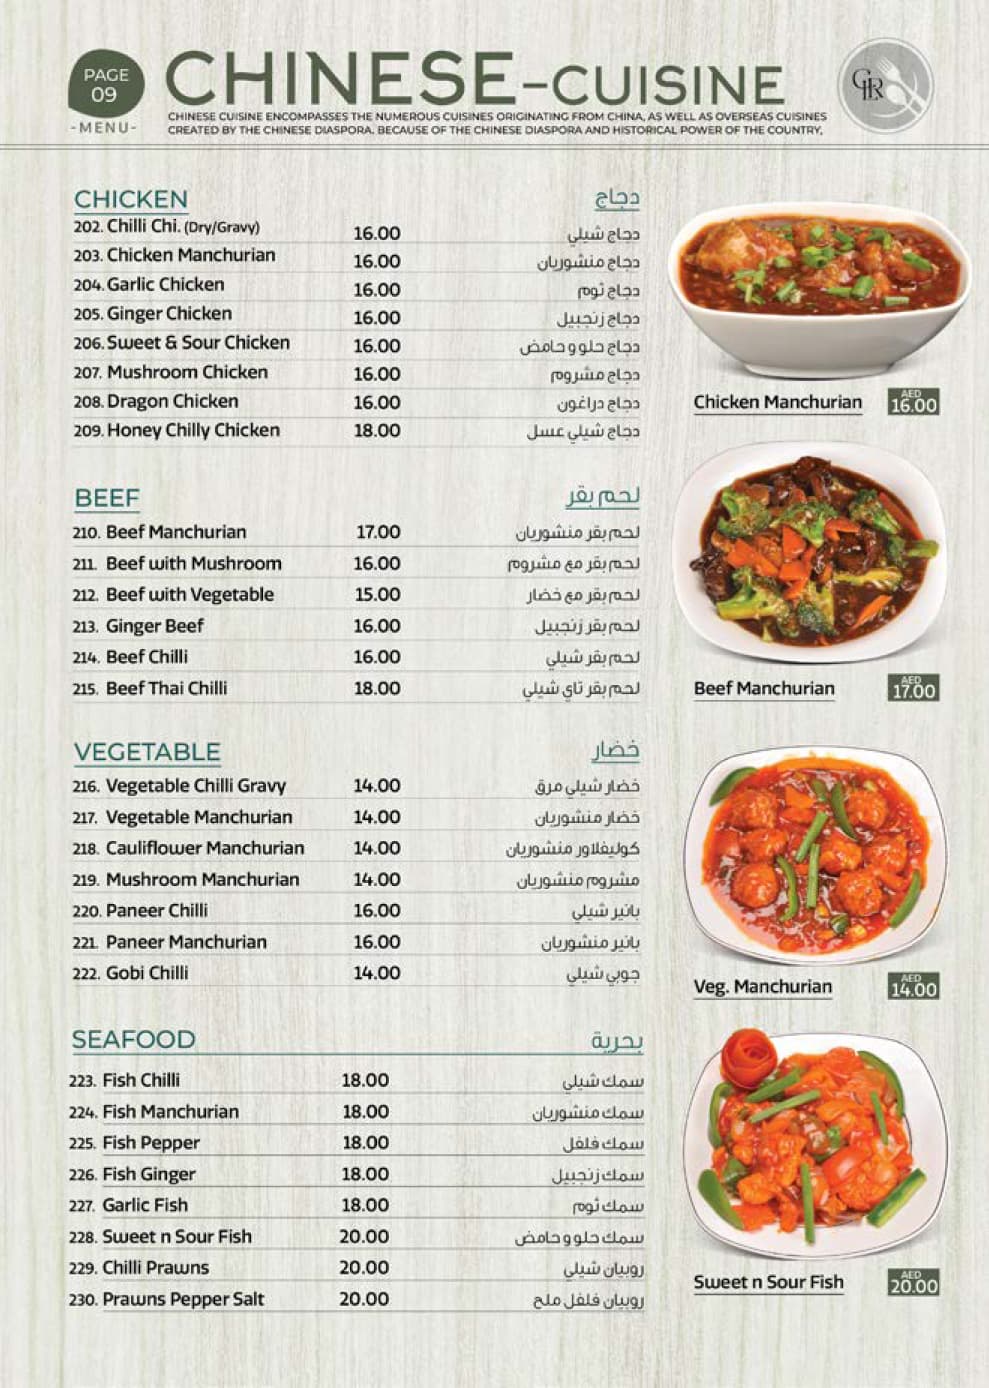 PAGE
09
-MENU-
CHINESE-CUISINE
CHINESE CUISINE ENCOMPASSES THE NUMEROUS CUISINES ORIGINATING FROM CHINA, AS WELL AS OVERSEAS CUISINES
CREATED BY THE CHINESE DIASPORA. BECAUSE OF THE CHINESE DIASPORA AND HISTORICAL POWER OF THE COUNTRY,
GHR
CHICKEN دجاج
202. Chilli Chi. (Dry/Gravy) 16.00 دجاج شيلي
203. Chicken Manchurian 16.00 دجاج منشوريان
204. Garlic Chicken 16.00 دجاج ثوم
205. Ginger Chicken 16.00 دجاج زنجبيل
206. Sweet & Sour Chicken 16.00 دجاج حلو و حامض
207. Mushroom Chicken 16.00 دجاج مشروم
208. Dragon Chicken 16.00 دجاج دراغون
209. Honey Chilly Chicken 18.00 دجاج شيلي عسل
Chicken Manchurian AED 16.00
BEEF لحم بقر
210. Beef Manchurian 17.00 لحم بقر منشوريان
211. Beef with Mushroom 16.00 لحم بقر مع مشروم
212. Beef with Vegetable 15.00 لحم بقر مع خضار
213. Ginger Beef 16.00 لحم بقر زنجبيل
214. Beef Chilli 16.00 لحم بقر شيلي
215. Beef Thai Chilli 18.00 لحم بقر تاي شيلي
Beef Manchurian AED 17.00
VEGETABLE خضار
216. Vegetable Chilli Gravy 14.00 خضار شيلي مرق
217. Vegetable Manchurian 14.00 خضار منشوريان
218. Cauliflower Manchurian 14.00 كوليفلاور منشوريان
219. Mushroom Manchurian 14.00 مشروم منشوريان
220. Paneer Chilli 16.00 بانير شيلي
221. Paneer Manchurian 16.00 بانير منشوريان
222. Gobi Chilli 14.00 جوبي شيلي
Veg. Manchurian AED 14.00
SEAFOOD بحرية
223. Fish Chilli 18.00 سمك شيلي
224. Fish Manchurian 18.00 سمك منشوريان
225. Fish Pepper 18.00 سمك فلفل
226. Fish Ginger 18.00 سمك زنجبيل
227. Garlic Fish 18.00 سمك ثوم
228. Sweet n Sour Fish 20.00 سمك حلو و حامض
229. Chilli Prawns 20.00 روبيان شيلي
230. Prawns Pepper Salt 20.00 روبيان فلفل ملح
Sweet n Sour Fish AED 20.00